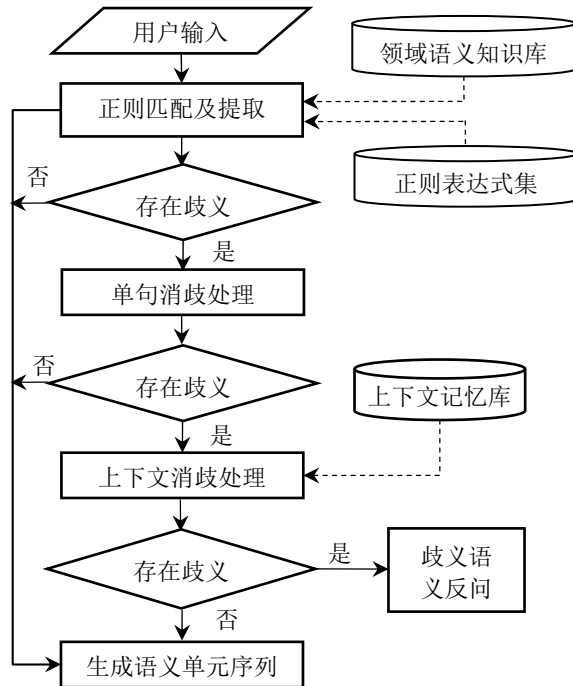 用户输入
领域语义知识库
正则匹配及提取
正则表达式集
否
存在歧义
是
单句消歧处理
否
存在歧义
上下文记忆库
是
上下文消歧处理
存在歧义
是
歧义语
义反问
否
生成语义单元序列